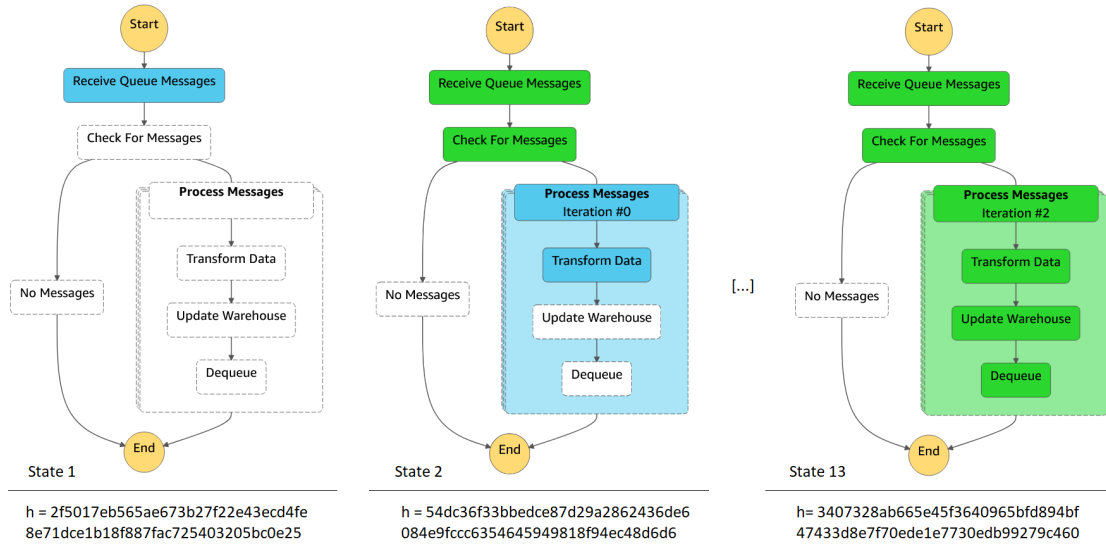 Start
Receive Queue Messages
Check For Messages
Process Messages
Transform Data
No Messages
Update Warehouse
Dequeue
End
State 1
h = 2f5017eb565ae673b27f22e43ecd4fe
8e71dce1b18f887fac725403205bc0e25
Start
Receive Queue Messages
Check For Messages
Process Messages
Iteration #0
Transform Data
No Messages
Update Warehouse
Dequeue
End
State 2
h = 54dc36f33bbedce87d29a2862436de6
084e9fccc6354645949818f94ec48d6d6
[...]
Start
Receive Queue Messages
Check For Messages
Process Messages
Iteration #2
Transform Data
No Messages
Update Warehouse
Dequeue
End
State 13
h= 3407328ab665e45f3640965bfd894bf
47433d8e7f70ede1e7730edb99279c460